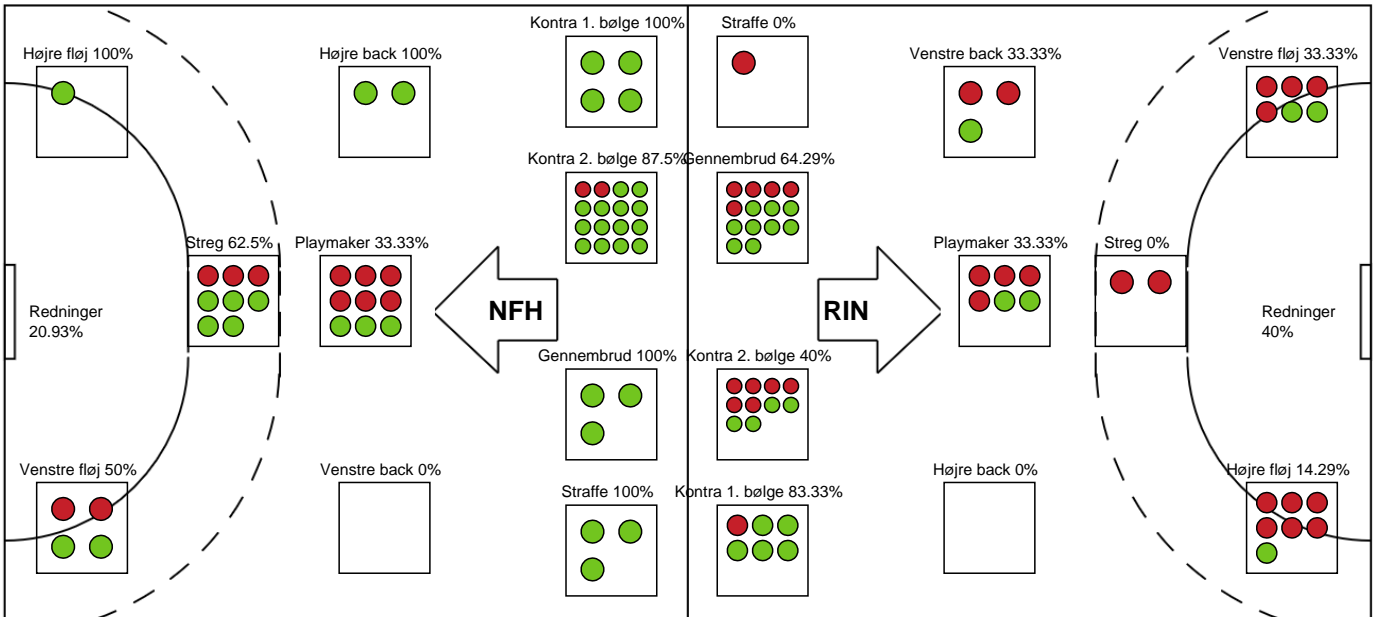 Kontra 1. bølge 100%
Straffe 0%
Højre fløj 100%
Højre back 100%
Venstre back 33.33%
Venstre fløj 33.33%
Kontra 2. bølge 87.5%
Gennembrud 64.29%
Streg 62.5%
Playmaker 33.33%
Playmaker 33.33%
Streg 0%
Redninger
20.93%
NFH
RIN
Redninger
40%
Gennembrud 100%
Kontra 2. bølge 40%
Venstre fløj 50%
Venstre back 0%
Straffe 100%
Kontra 1. bølge 83.33%
Højre back 0%
Højre fløj 14.29%